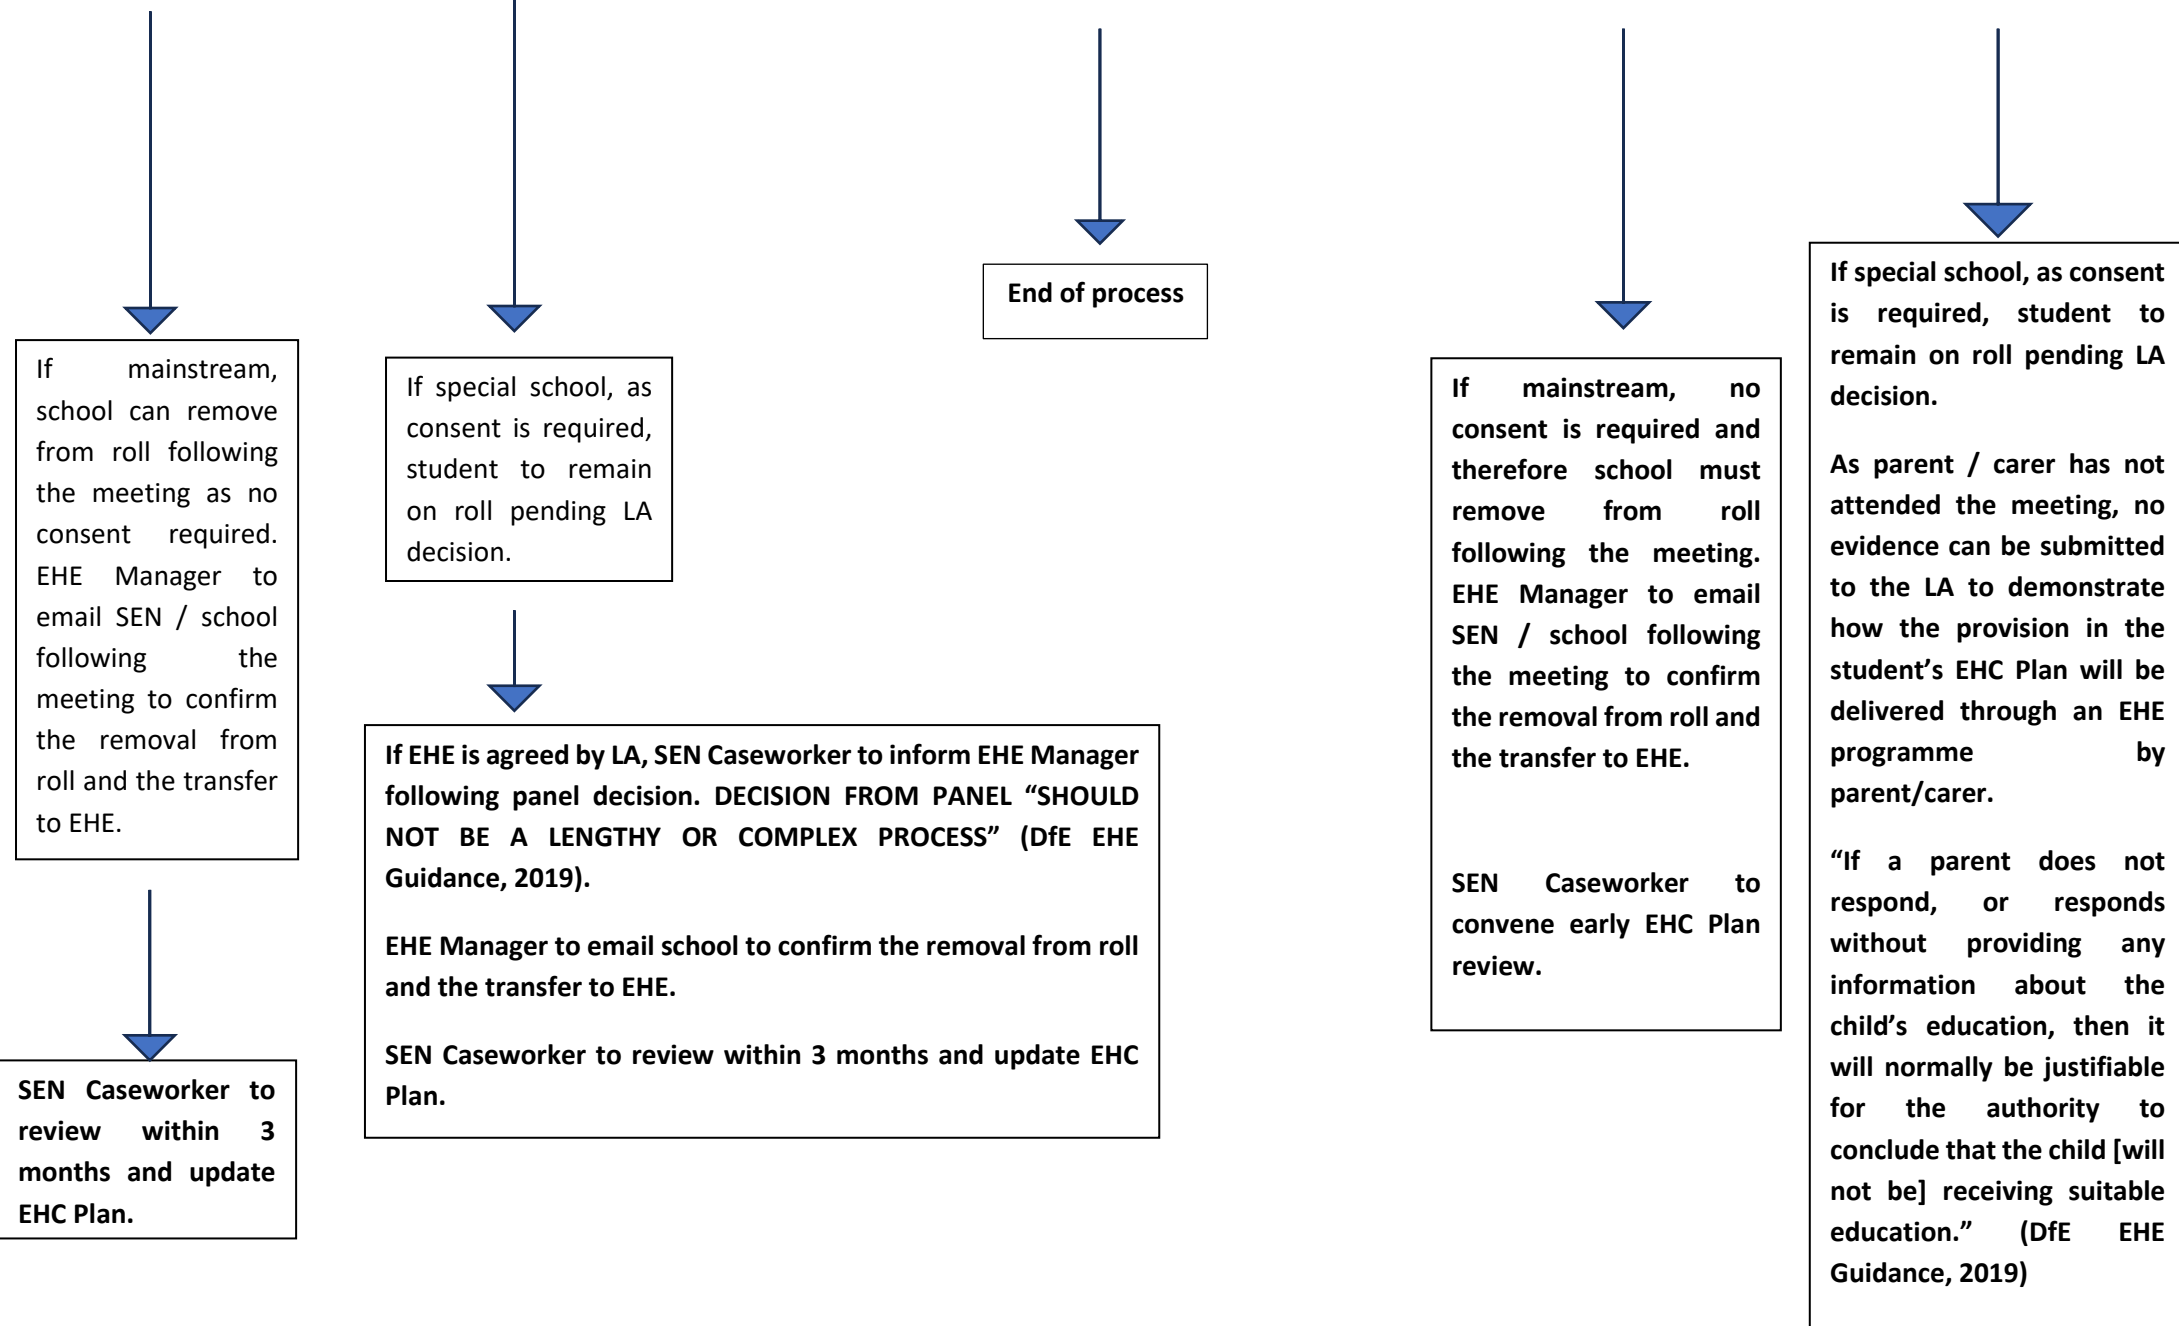 If mainstream,
school can remove
from roll following
the meeting as no
consent required.
EHE Manager to
email SEN / school
following the
meeting to confirm
the removal from
roll and the transfer
to EHE.
SEN Caseworker to
review within 3
months and update
EHC Plan.
If special school, as
consent is required,
student to remain
on roll pending LA
decision.
If EHE is agreed by LA, SEN Caseworker to inform EHE Manager
following panel decision. DECISION FROM PANEL “SHOULD
NOT BE A LENGTHY OR COMPLEX PROCESS” (DfE EHE
Guidance, 2019).
EHE Manager to email school to confirm the removal from roll
and the transfer to EHE.
SEN Caseworker to review within 3 months and update EHC
Plan.
End of process
If mainstream, no
consent is required and
therefore school must
remove from roll
following the meeting.
EHE Manager to email
SEN / school following
the meeting to confirm
the removal from roll and
the transfer to EHE.
SEN Caseworker to
convene early EHC Plan
review.
If special school, as consent
is required, student to
remain on roll pending LA
decision.
As parent / carer has not
attended the meeting, no
evidence can be submitted
to the LA to demonstrate
how the provision in the
student’s EHC Plan will be
delivered through an EHE
programme by
parent/carer.
“If a parent does not
respond, or responds
without providing any
information about the
child’s education, then it
will normally be justifiable
for the authority to
conclude that the child [will
not be] receiving suitable
education.” (DfE EHE
Guidance, 2019)